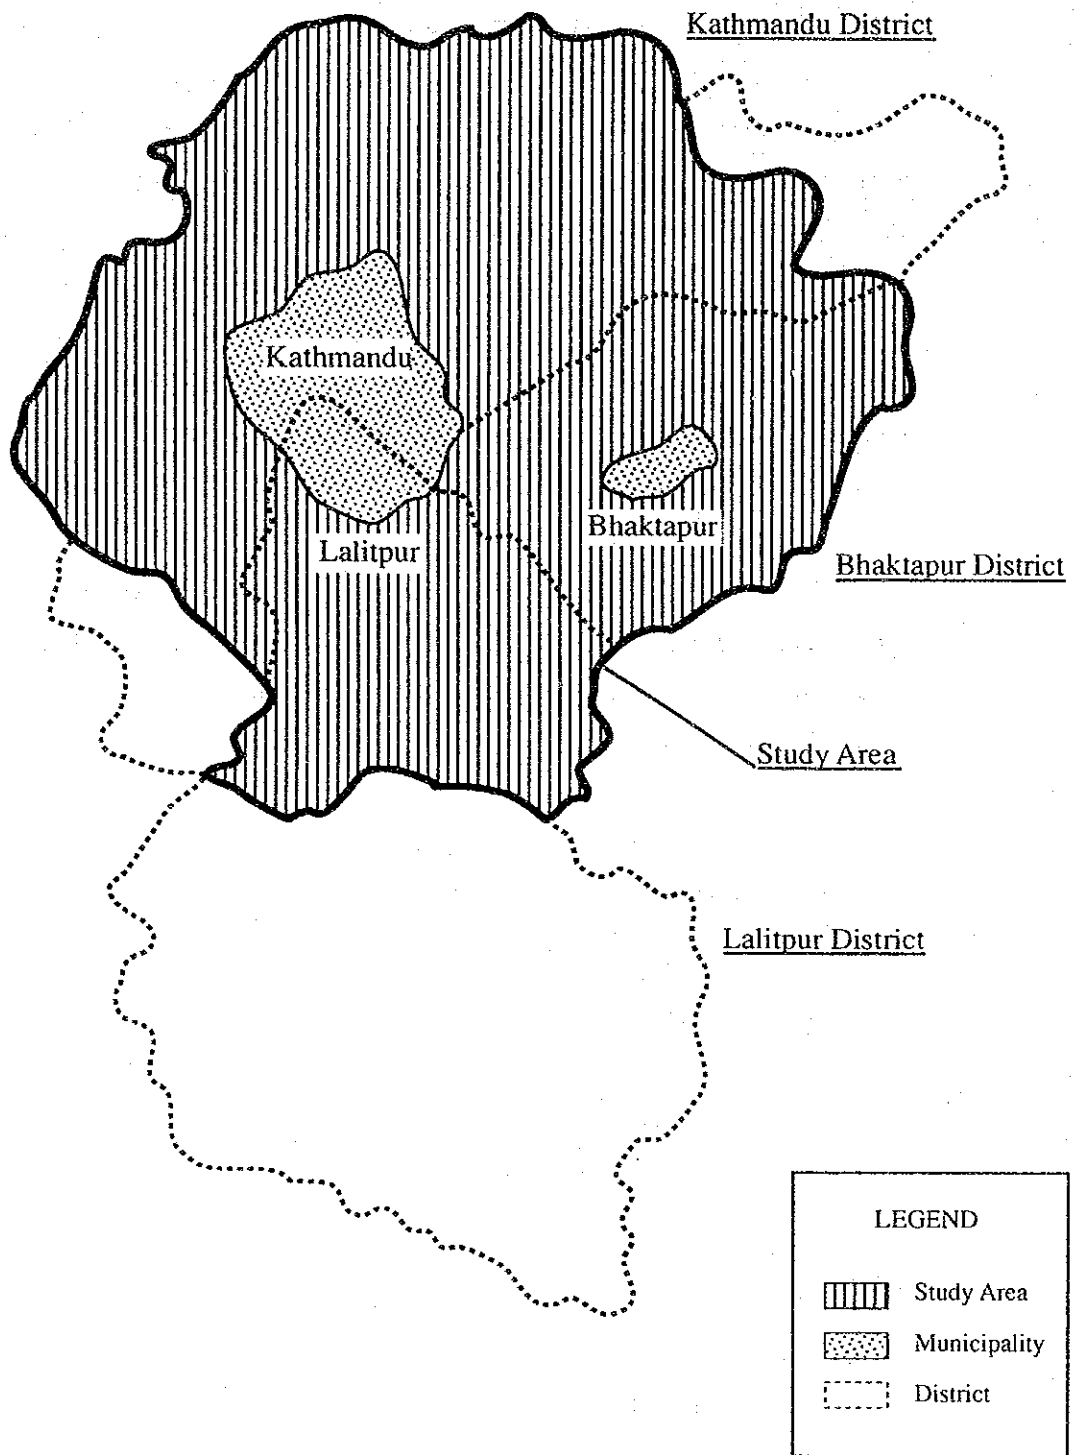 Kathmandu District
Kathmandu
Lalitpur
Bhaktapur
Bhaktapur District
Study Area
Lalitpur District
LEGEND
Study Area
Municipality
District